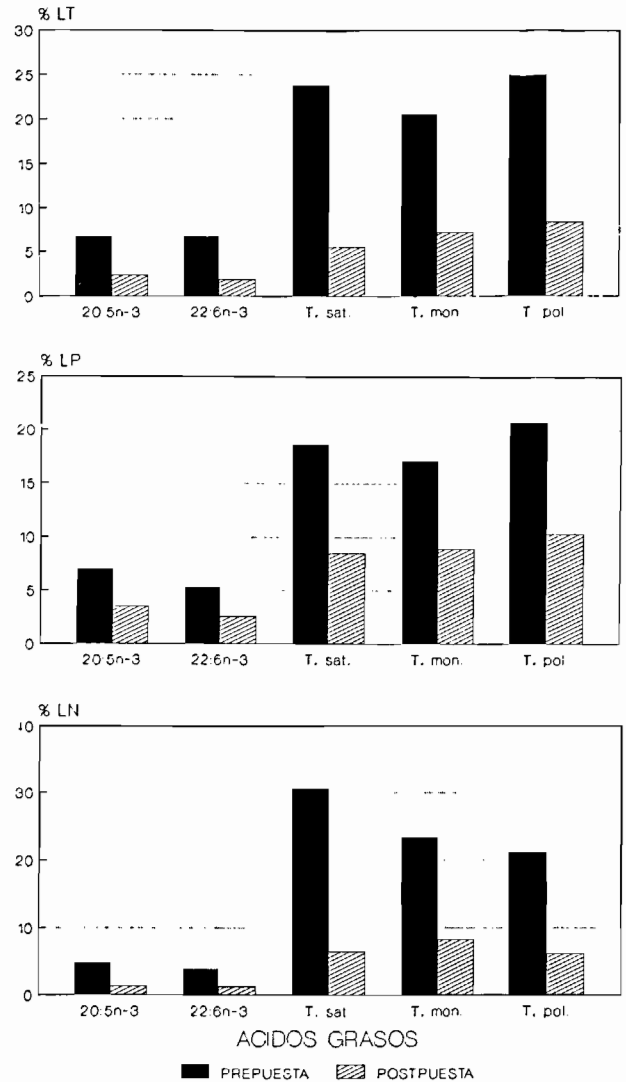 % LT
30
25
20
15
10
5
0
20:5n-3 22:6n-3 T. sat. T. mon T. pol
% LP
25
20
15
10
5
0
20:5n-3 22:6n-3 T. sat. T. mon. T. pol
% LN
40
30
20
10
0
20:5n-3 22:6n-3 T. sat T. mon. T. pol.
ACIDOS GRASOS
PREPUESTA POSTPUESTA